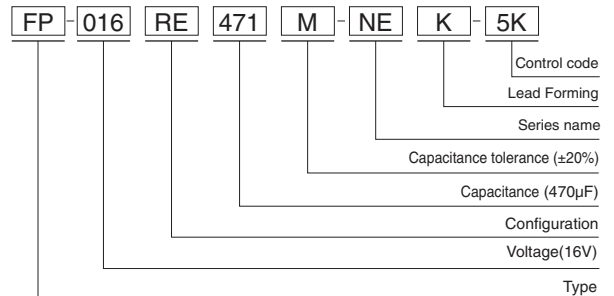 FP - 016 RE 471 M - NE K - 5K
Control code
Lead Forming
Series name
Capacitance tolerance (±20%)
Capacitance (470µF)
Configuration
Voltage(16V)
Type